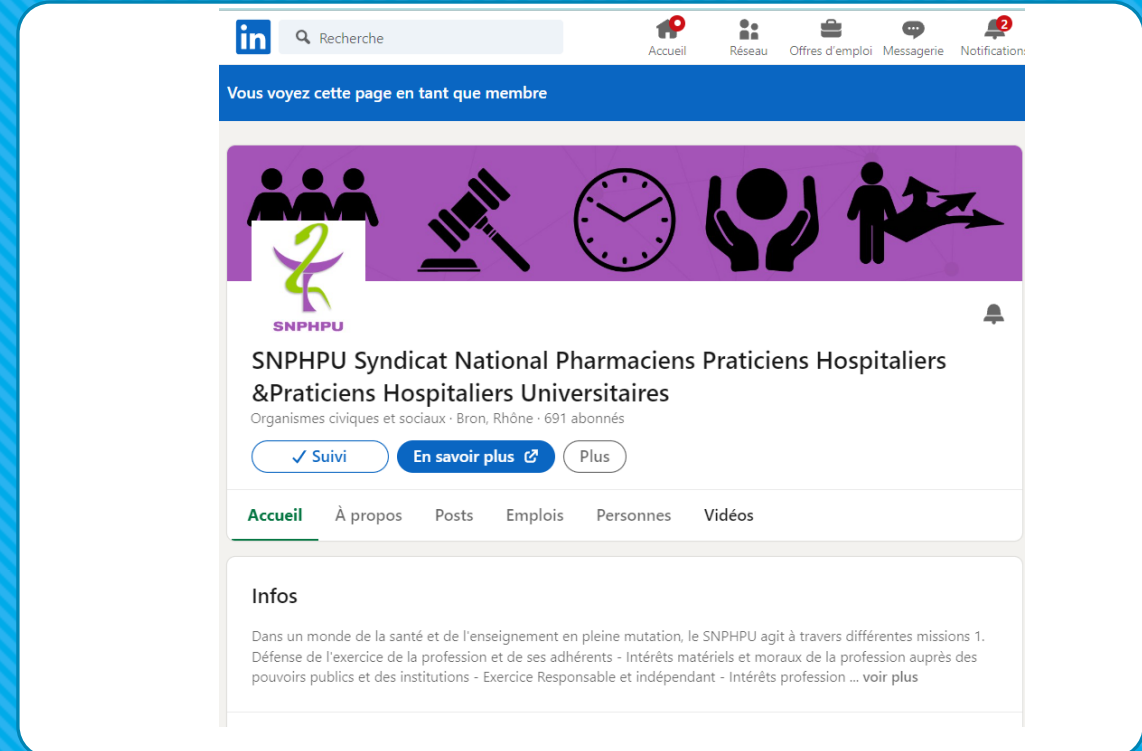 in
Recherche
Accueil
Réseau
Offres d'emploi
Messagerie
2
Notifications
Vous voyez cette page en tant que membre
SNPHPU
SNPHPU Syndicat National Pharmaciens Praticiens Hospitaliers
&Praticiens Hospitaliers Universitaires
Organismes civiques et sociaux · Bron, Rhône · 691 abonnés
Suivi
En savoir plus
Plus
Accueil
À propos
Posts
Emplois
Personnes
Vidéos
Infos
Dans un monde de la santé et de l'enseignement en pleine mutation, le SNPHPU agit à travers différentes missions 1.
Défense de l'exercice de la profession et de ses adhérents - Intérêts matériels et moraux de la profession auprès des
pouvoirs publics et des institutions - Exercice Responsable et indépendant - Intérêts profession ... voir plus